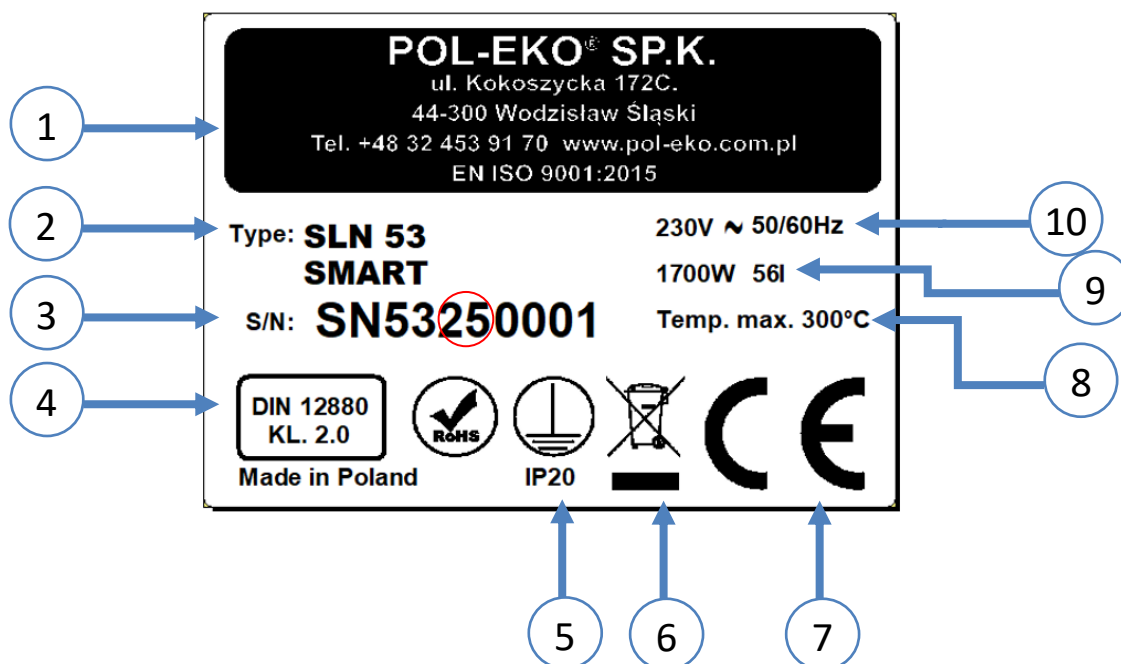 POL-EKO® SP.K.
ul. Kokoszycka 172C.
44-300 Wodzisław Śląski
Tel. +48 32 453 91 70 www.pol-eko.com.pl
EN ISO 9001:2015
1
2
Type: SLN 53
SMART
230V ~ 50/60Hz
10
1700W 56l
9
3
S/N: SN53250001
Temp. max. 300°C
8
4
DIN 12880
KL. 2.0
RoHS
CE
Made in Poland
IP20
5
6
7